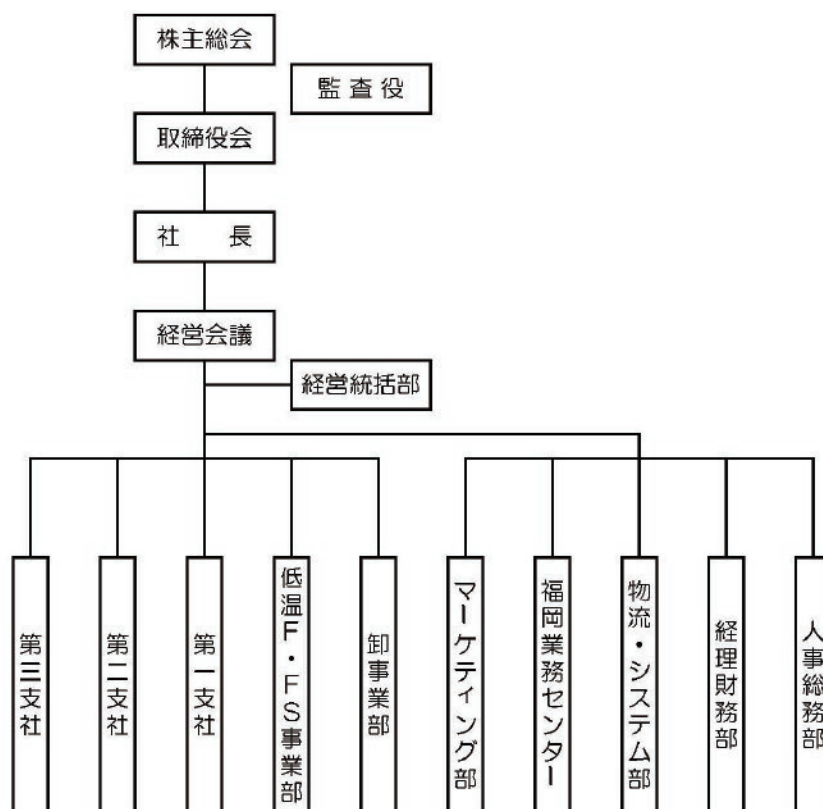 株主総会
監査役
取締役会
社　長
経営会議
経営統括部
第三支社
第二支社
第一支社
低温F・FS事業部
卸事業部
マーケティング部
福岡業務センター
物流・システム部
経理財務部
人事総務部